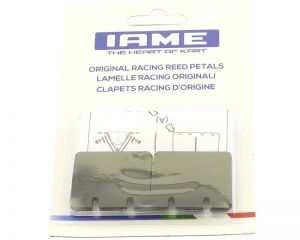 IAME
THE HEART OF KART
ORIGINAL RACING REED PETALS
LAMELLE RACING ORIGINALI
CLAPETS RACING D'ORIGINE